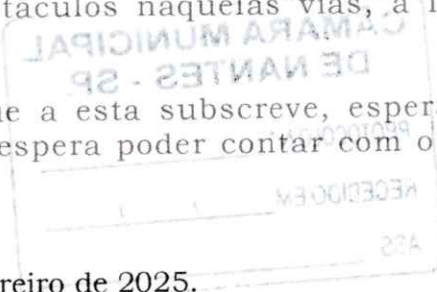 táculos naquelas vias, a
CÂMARA MUNICIPAL
DE NANTES - SP
e a esta subscreve, esper
PROTOCOLO
espera poder contar com o
RECEBIDO EM / /
ASS
reiro de 2025.